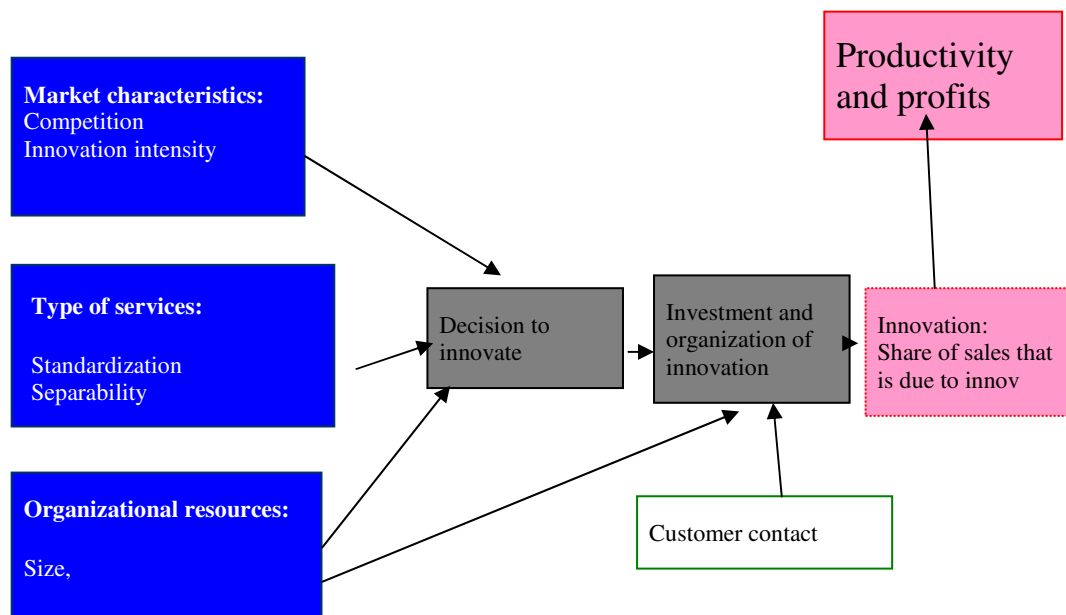 Market characteristics:
Competition
Innovation intensity
Type of services:
Standardization
Separability
Organizational resources:
Size,
Decision to
innovate
Investment and
organization of
innovation
Customer contact
Innovation:
Share of sales that
is due to innov
Productivity
and profits